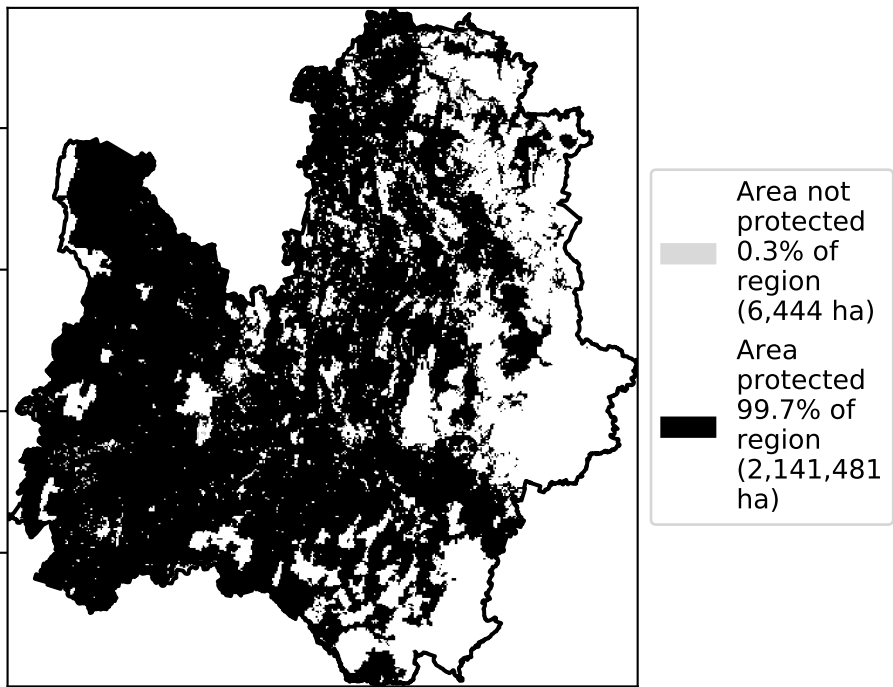 Area not
protected
0.3% of
region
(6,444 ha)
Area
protected
99.7% of
region
(2,141,481
ha)